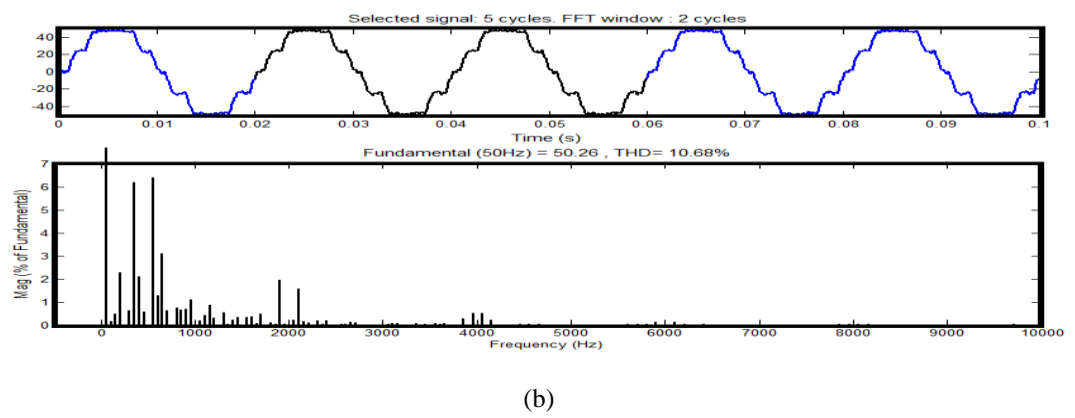 Selected signal: 5 cycles. FFT window : 2 cycles
40
20
0
-20
-40
0 0.01 0.02 0.03 0.04 0.05 0.06 0.07 0.08 0.09 0.1
Time (s)
Fundamental (50Hz) = 50.26 , THD= 10.68%
Mag (% of Fundamental)
7
6
5
4
3
2
1
0
0 1000 2000 3000 4000 5000 6000 7000 8000 9000 10000
Frequency (Hz)
(b)